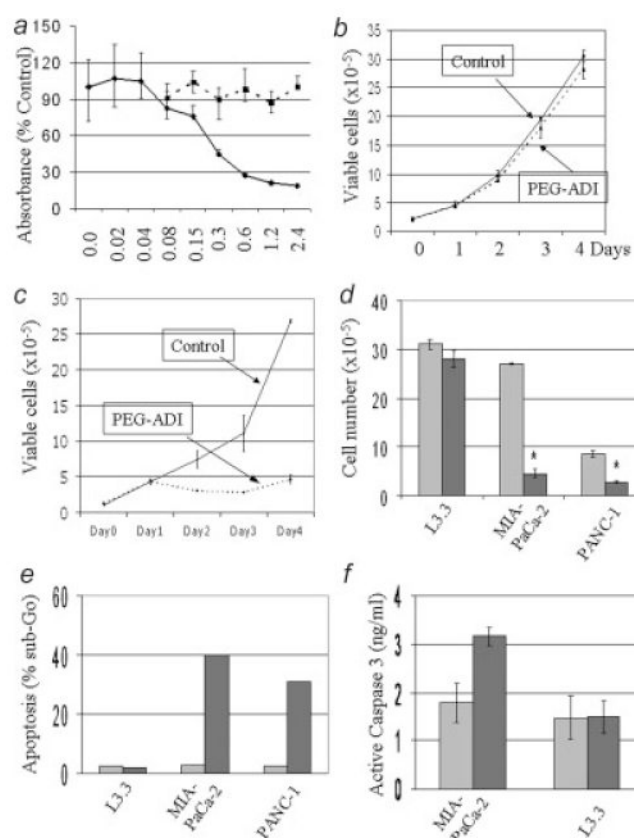 a
Absorbance (% Control)
150
120
90
60
30
0
0.0
0.02
0.04
0.08
0.15
0.3
0.6
1.2
2.4
b
Viable cells (x10⁻⁵)
35
30
25
20
15
10
5
0
Control
PEG-ADI
0 1 2 3 4 Days
c
Viable cells (x10⁻⁵)
30
25
20
15
10
5
0
Control
PEG-ADI
Day0 Day1 Day2 Day3 Day4
d
Cell number (x10⁻⁵)
40
30
20
10
0
*
*
L3.3
MIA-
PaCa-2
PANC-1
e
Apoptosis (% sub-Go)
60
40
20
0
L3.3
MIA-
PaCa-2
PANC-1
f
Active Caspase 3 (ng/ml)
4
3
2
1
0
MIA-
PaCa-2
L3.3